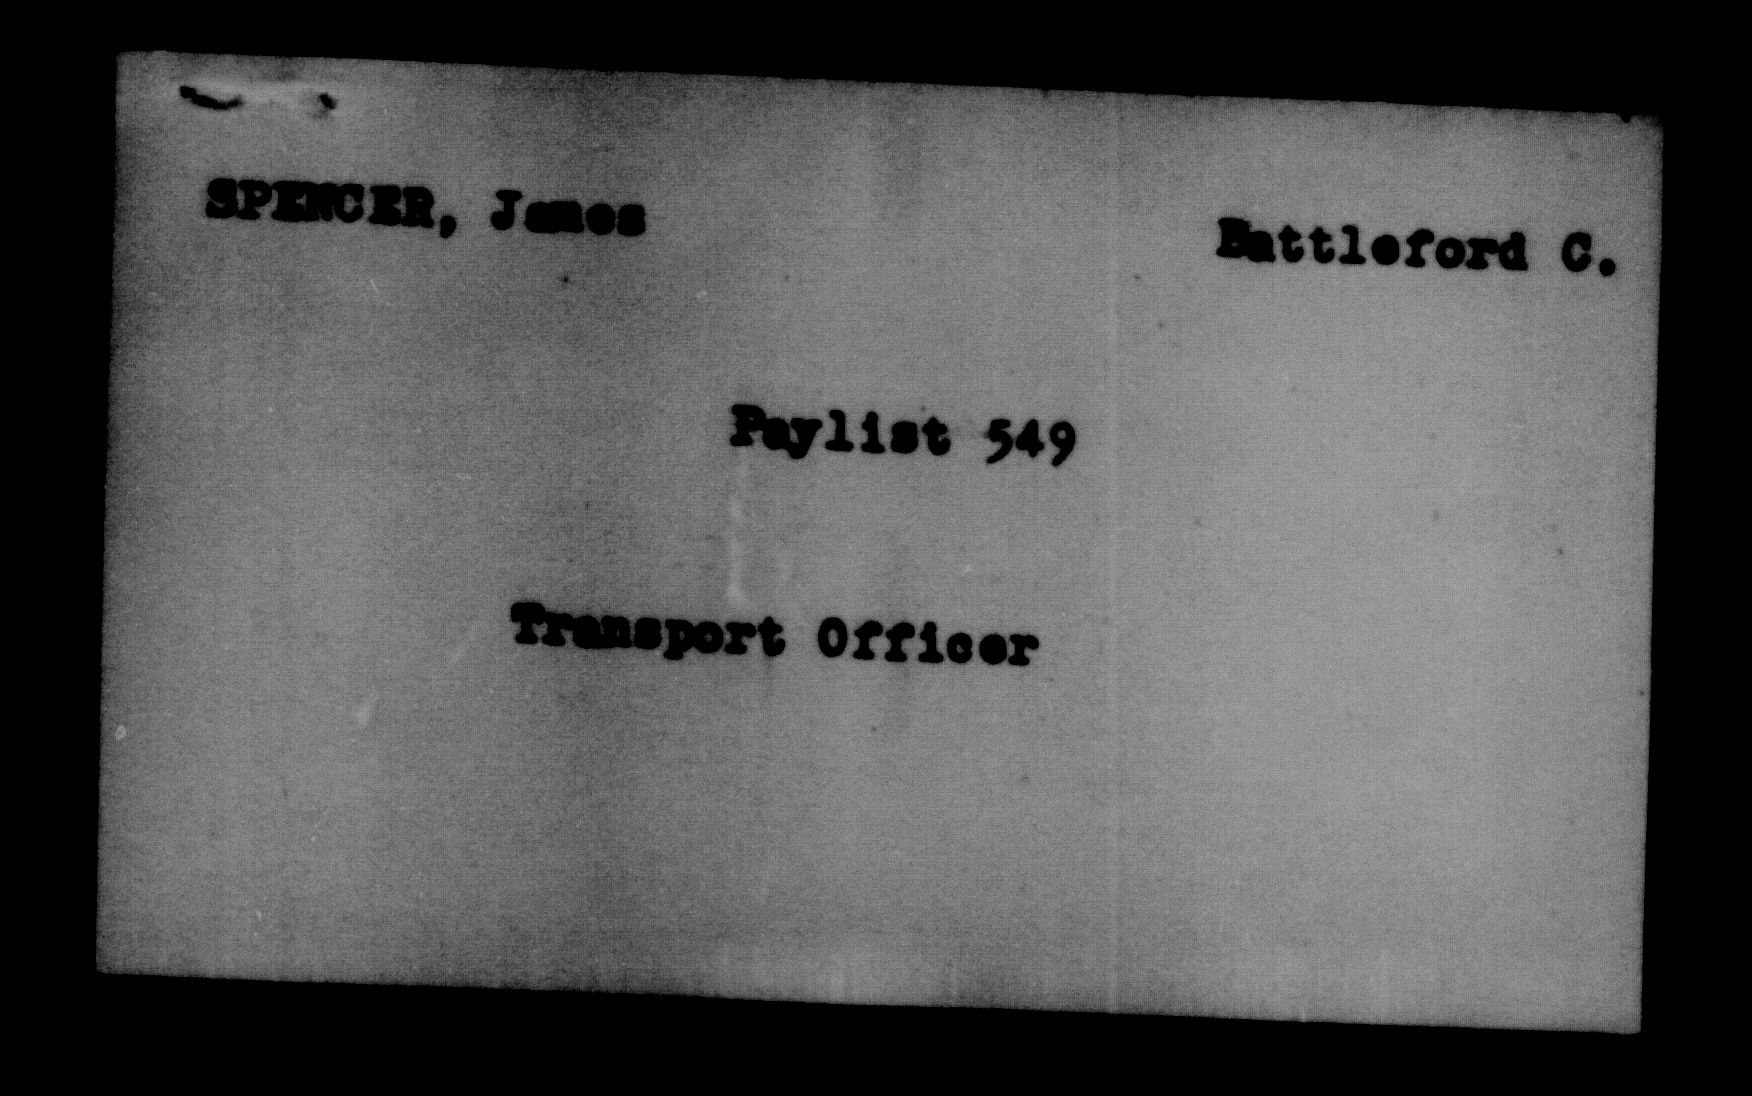 SPENCER, James
Battleford C.
Paylist 549
Transport Officer